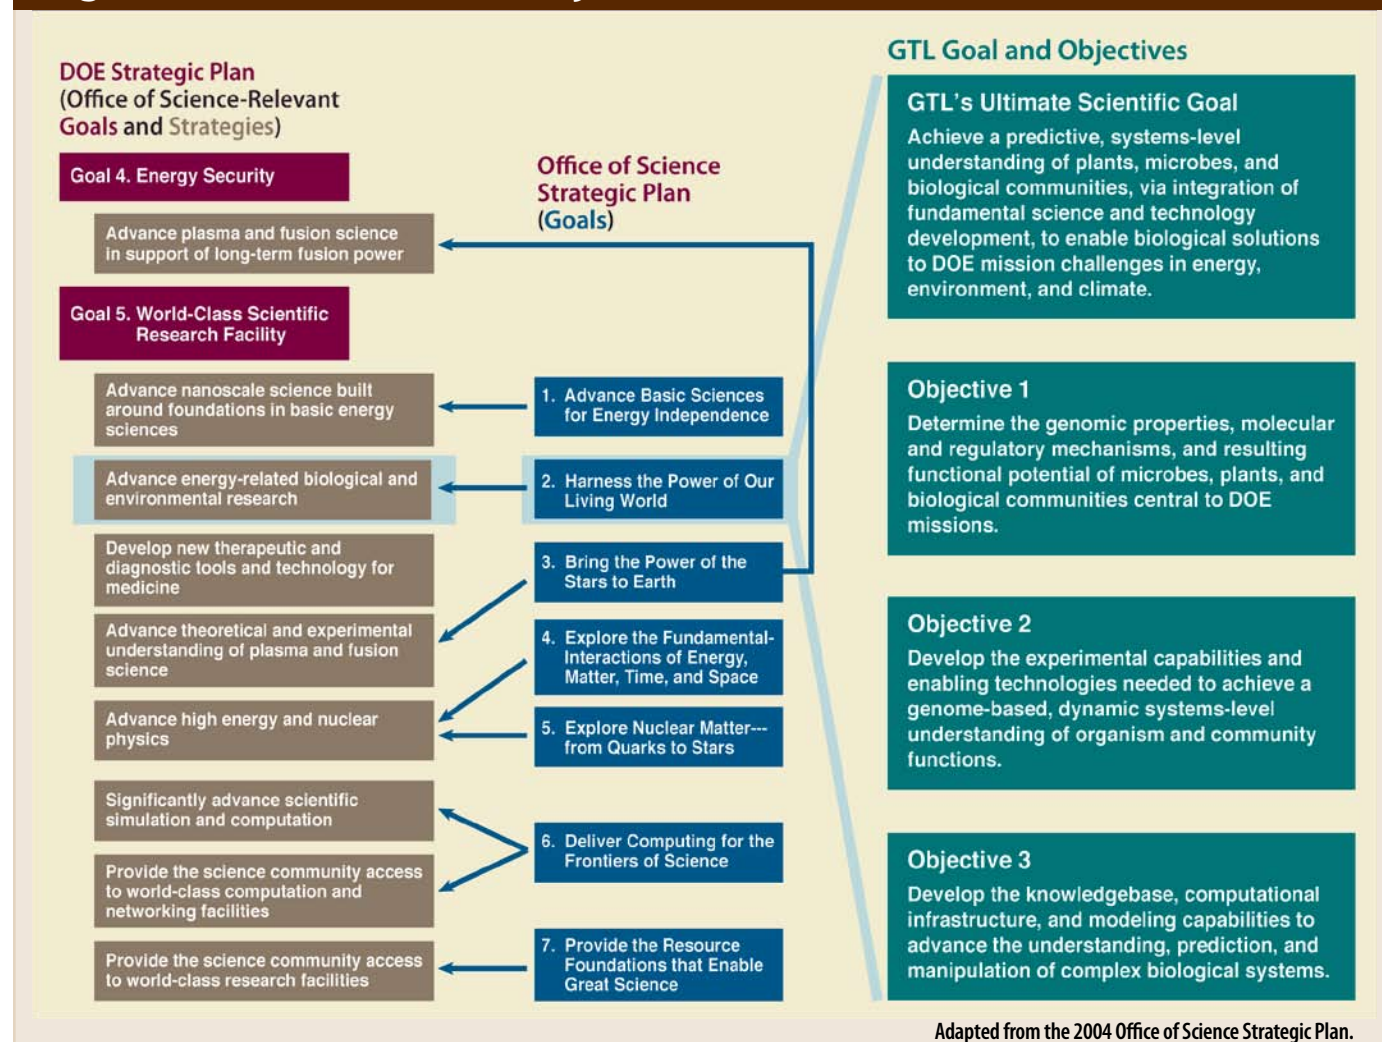 DOE Strategic Plan
(Office of Science-Relevant
Goals and Strategies)
Goal 4. Energy Security
Advance plasma and fusion science
in support of long-term fusion power
Goal 5. World-Class Scientific
Research Facility
Advance nanoscale science built
around foundations in basic energy
sciences
Advance energy-related biological and
environmental research
Develop new therapeutic and
diagnostic tools and technology for
medicine
Advance theoretical and experimental
understanding of plasma and fusion
science
Advance high energy and nuclear
physics
Significantly advance scientific
simulation and computation
Provide the science community access
to world-class computation and
networking facilities
Provide the science community access
to world-class research facilities
Office of Science
Strategic Plan
(Goals)
1. Advance Basic Sciences
for Energy Independence
2. Harness the Power of Our
Living World
3. Bring the Power of the
Stars to Earth
4. Explore the Fundamental-
Interactions of Energy,
Matter, Time, and Space
5. Explore Nuclear Matter---
from Quarks to Stars
6. Deliver Computing for the
Frontiers of Science
7. Provide the Resource
Foundations that Enable
Great Science
GTL Goal and Objectives
GTL's Ultimate Scientific Goal
Achieve a predictive, systems-level
understanding of plants, microbes, and
biological communities, via integration of
fundamental science and technology
development, to enable biological solutions
to DOE mission challenges in energy,
environment, and climate.
Objective 1
Determine the genomic properties, molecular
and regulatory mechanisms, and resulting
functional potential of microbes, plants, and
biological communities central to DOE
missions.
Objective 2
Develop the experimental capabilities and
enabling technologies needed to achieve a
genome-based, dynamic systems-level
understanding of organism and community
functions.
Objective 3
Develop the knowledgebase, computational
infrastructure, and modeling capabilities to
advance the understanding, prediction, and
manipulation of complex biological systems.
Adapted from the 2004 Office of Science Strategic Plan.